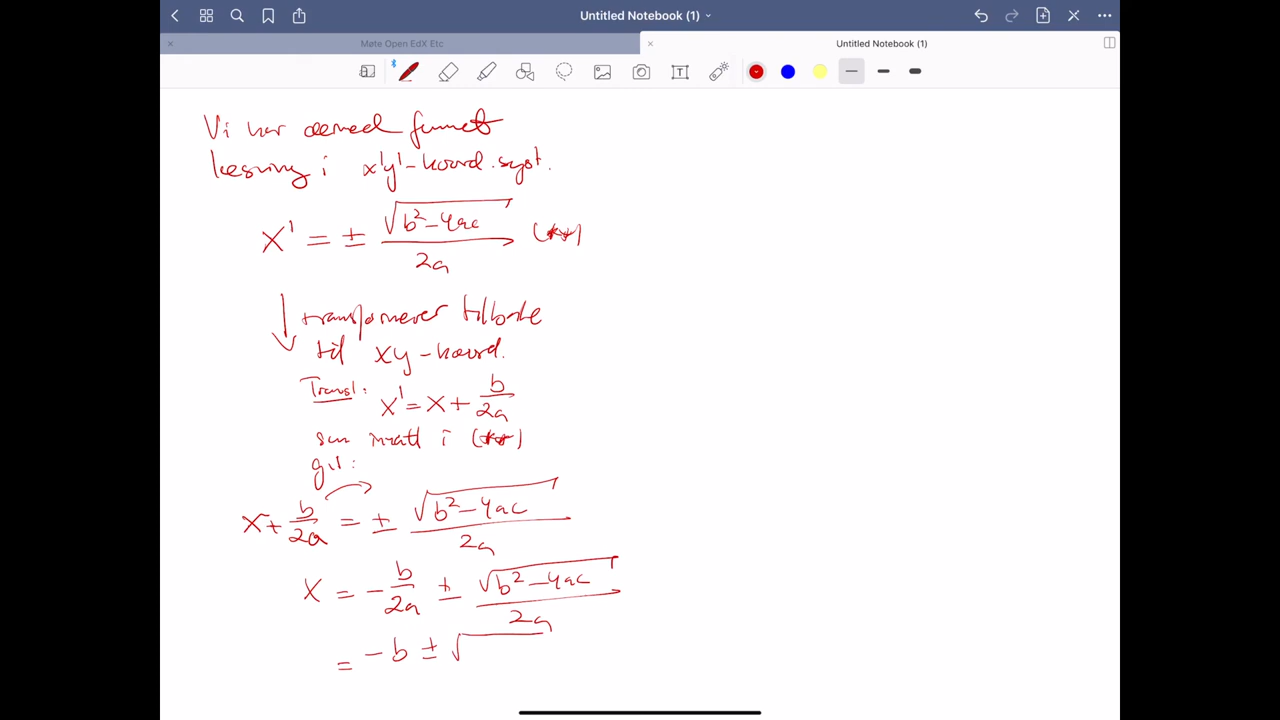 Untitled Notebook (1)
Møte Open EdX Etc
Untitled Notebook (1)
Vi har dermed funnet
løsning i x'y'-koord.syst.
x' = ± √(b² - 4ac) / 2a (**)
↓ transformerer tilbake
til xy-koord.
Transl: x' = x + b/2a
som innsatt i (**)
gir:
x + b/2a = ± √(b² - 4ac) / 2a
x = - b/2a ± √(b² - 4ac) / 2a
= - b ± √